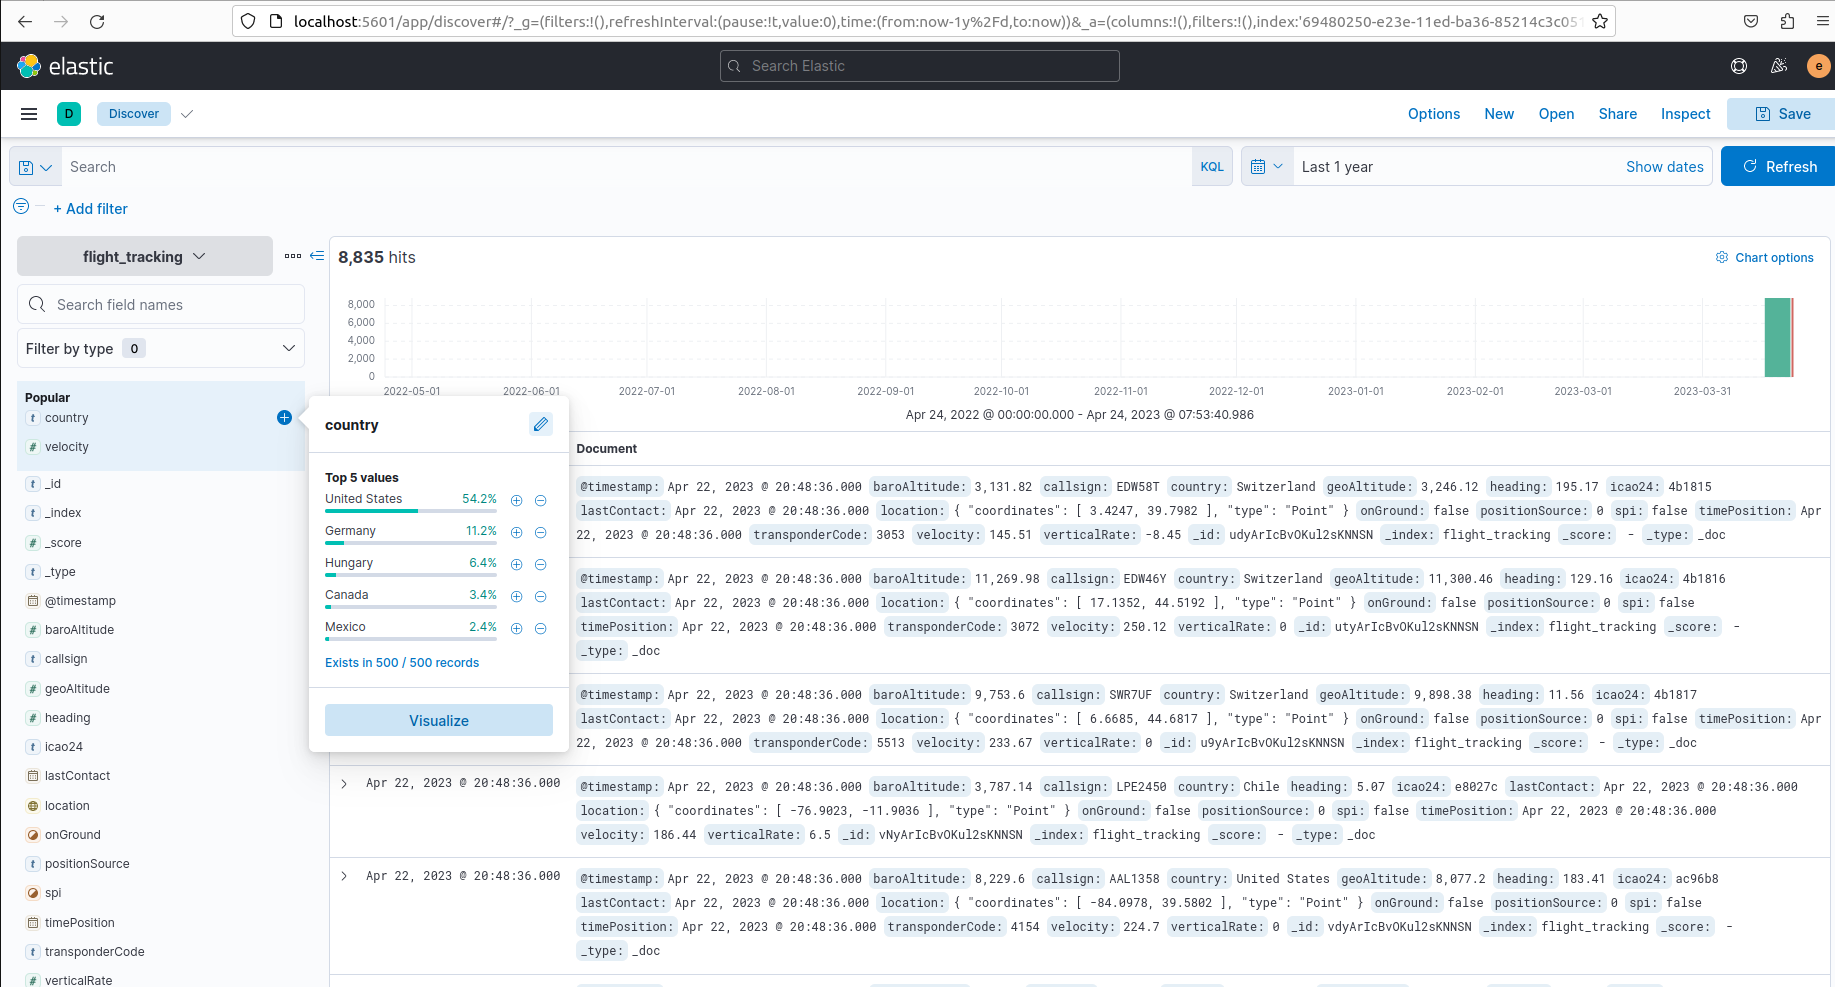 localhost:5601/app/discover#/?_g=(filters:!(),refreshInterval:(pause:!t,value:0),time:(from:now-1y%2Fd,to:now))&_a=(columns:!(),filters:!(),index:'69480250-e23e-11ed-ba36-85214c3c051
elastic
Search Elastic
e
D
Discover
Options
New
Open
Share
Inspect
Save
Search
KQL
Last 1 year
Show dates
Refresh
+ Add filter
flight_tracking
Search field names
Filter by type 0
Popular
t country
# velocity
t _id
t _index
# _score
t _type
@timestamp
# baroAltitude
t callsign
# geoAltitude
# heading
t icao24
lastContact
location
onGround
t positionSource
spi
timePosition
t transponderCode
# verticalRate
country
Top 5 values
United States 54.2%
Germany 11.2%
Hungary 6.4%
Canada 3.4%
Mexico 2.4%
Exists in 500 / 500 records
Visualize
8,835 hits
Chart options
8,000
6,000
4,000
2,000
0
2022-05-01 2022-06-01 2022-07-01 2022-08-01 2022-09-01 2022-10-01 2022-11-01 2022-12-01 2023-01-01 2023-02-01 2023-03-01 2023-03-31
Apr 24, 2022 @ 00:00:00.000 - Apr 24, 2023 @ 07:53:40.986
Document
@timestamp: Apr 22, 2023 @ 20:48:36.000 baroAltitude: 3,131.82 callsign: EDW58T country: Switzerland geoAltitude: 3,246.12 heading: 195.17 icao24: 4b1815
lastContact: Apr 22, 2023 @ 20:48:36.000 location: { "coordinates": [ 3.4247, 39.7982 ], "type": "Point" } onGround: false positionSource: 0 spi: false timePosition: Apr
22, 2023 @ 20:48:36.000 transponderCode: 3053 velocity: 145.51 verticalRate: -8.45 _id: udyArIcBvOKul2sKNNSN _index: flight_tracking _score: - _type: _doc
@timestamp: Apr 22, 2023 @ 20:48:36.000 baroAltitude: 11,269.98 callsign: EDW46Y country: Switzerland geoAltitude: 11,300.46 heading: 129.16 icao24: 4b1816
lastContact: Apr 22, 2023 @ 20:48:36.000 location: { "coordinates": [ 17.1352, 44.5192 ], "type": "Point" } onGround: false positionSource: 0 spi: false
timePosition: Apr 22, 2023 @ 20:48:36.000 transponderCode: 3072 velocity: 250.12 verticalRate: 0 _id: utyArIcBvOKul2sKNNSN _index: flight_tracking _score: -
_type: _doc
@timestamp: Apr 22, 2023 @ 20:48:36.000 baroAltitude: 9,753.6 callsign: SWR7UF country: Switzerland geoAltitude: 9,898.38 heading: 11.56 icao24: 4b1817
lastContact: Apr 22, 2023 @ 20:48:36.000 location: { "coordinates": [ 6.6685, 44.6817 ], "type": "Point" } onGround: false positionSource: 0 spi: false timePosition: Apr
22, 2023 @ 20:48:36.000 transponderCode: 5513 velocity: 233.67 verticalRate: 0 _id: u9yArIcBvOKul2sKNNSN _index: flight_tracking _score: - _type: _doc
Apr 22, 2023 @ 20:48:36.000
@timestamp: Apr 22, 2023 @ 20:48:36.000 baroAltitude: 3,787.14 callsign: LPE2450 country: Chile heading: 5.07 icao24: e8027c lastContact: Apr 22, 2023 @ 20:48:36.000
location: { "coordinates": [ -76.9023, -11.9036 ], "type": "Point" } onGround: false positionSource: 0 spi: false timePosition: Apr 22, 2023 @ 20:48:36.000
velocity: 186.44 verticalRate: 6.5 _id: vNyArIcBvOKul2sKNNSN _index: flight_tracking _score: - _type: _doc
Apr 22, 2023 @ 20:48:36.000
@timestamp: Apr 22, 2023 @ 20:48:36.000 baroAltitude: 8,229.6 callsign: AAL1358 country: United States geoAltitude: 8,077.2 heading: 183.41 icao24: ac96b8
lastContact: Apr 22, 2023 @ 20:48:36.000 location: { "coordinates": [ -84.0978, 39.5802 ], "type": "Point" } onGround: false positionSource: 0 spi: false
timePosition: Apr 22, 2023 @ 20:48:36.000 transponderCode: 4154 velocity: 224.7 verticalRate: 0 _id: vdyArIcBvOKul2sKNNSN _index: flight_tracking _score: -
_type: _doc